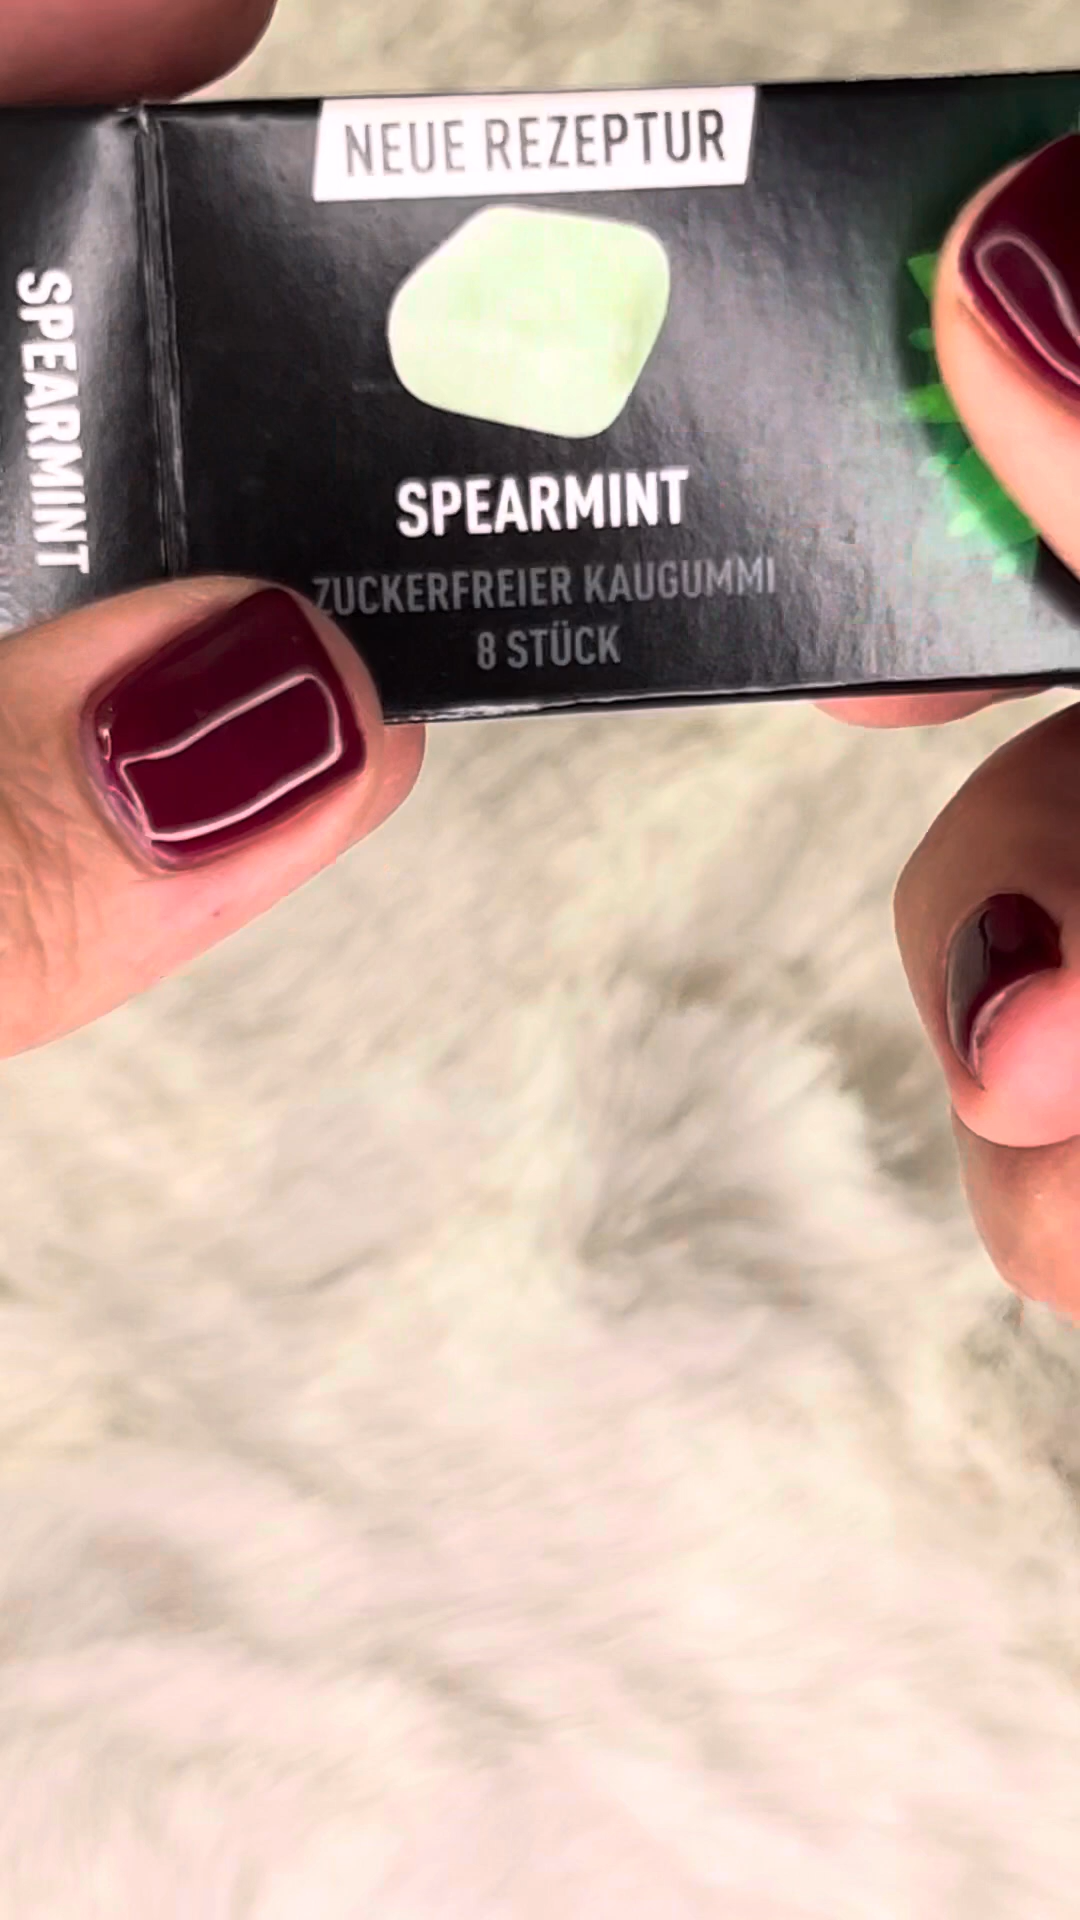 NEUE REZEPTUR
SPEARMINT
SPEARMINT
ZUCKERFREIER KAUGUMMI
8 STÜCK